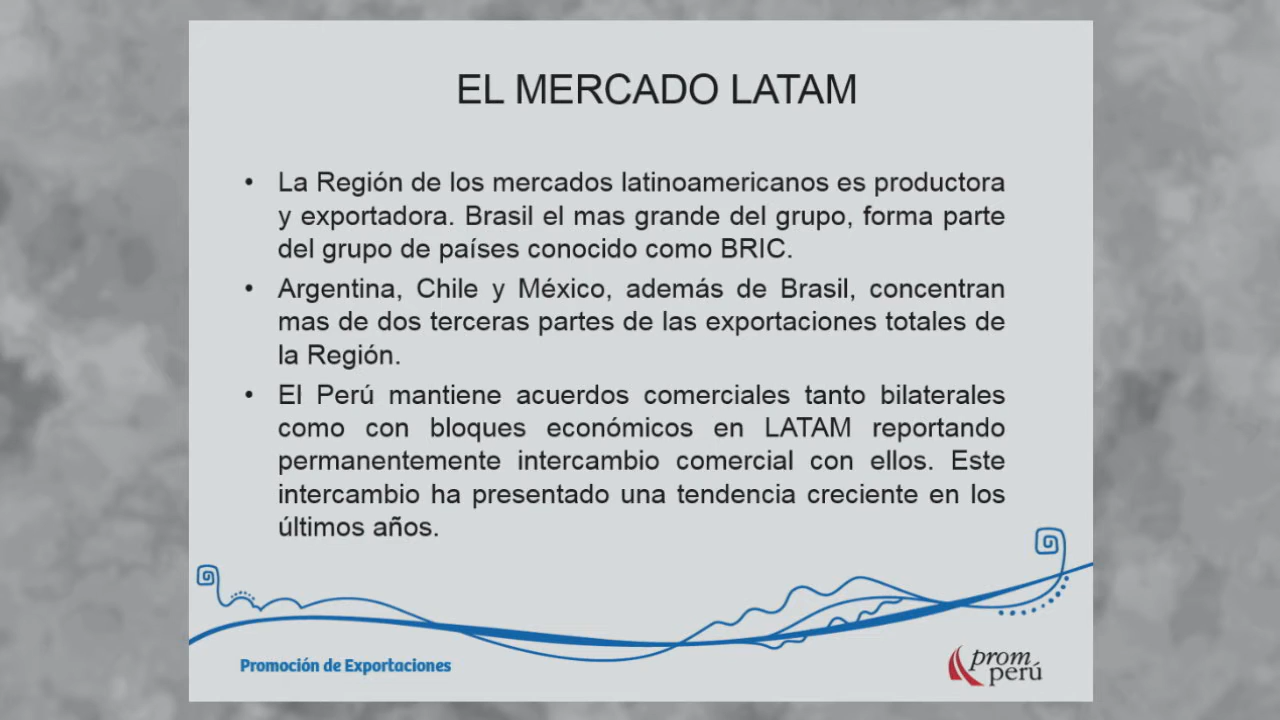 EL MERCADO LATAM
• La Región de los mercados latinoamericanos es productora
y exportadora. Brasil el mas grande del grupo, forma parte
del grupo de países conocido como BRIC.
• Argentina, Chile y México, además de Brasil, concentran
mas de dos terceras partes de las exportaciones totales de
la Región.
• El Perú mantiene acuerdos comerciales tanto bilaterales
como con bloques económicos en LATAM reportando
permanentemente intercambio comercial con ellos. Este
intercambio ha presentado una tendencia creciente en los
últimos años.
Promoción de Exportaciones
prom
perú